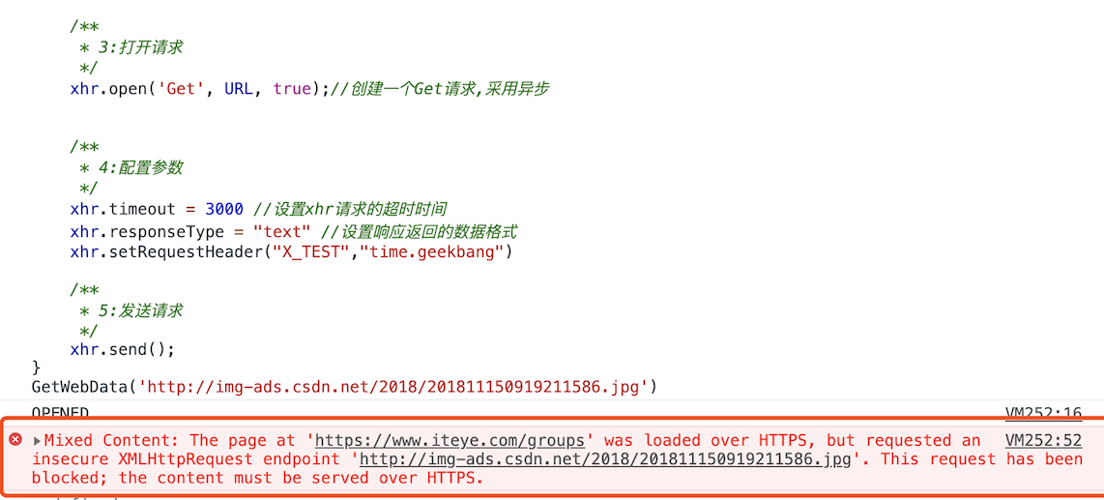 /**
* 3:打开请求
*/
xhr.open('Get', URL, true);//创建一个Get请求,采用异步
/**
* 4:配置参数
*/
xhr.timeout = 3000 //设置xhr请求的超时时间
xhr.responseType = "text" //设置响应返回的数据格式
xhr.setRequestHeader("X_TEST","time.geekbang")
/**
* 5:发送请求
*/
xhr.send();
}
GetWebData('http://img-ads.csdn.net/2018/201811150919211586.jpg')
OPENED VM252:16
Mixed Content: The page at 'https://www.iteye.com/groups' was loaded over HTTPS, but requested an VM252:52
insecure XMLHttpRequest endpoint 'http://img-ads.csdn.net/2018/201811150919211586.jpg'. This request has been
blocked; the content must be served over HTTPS.